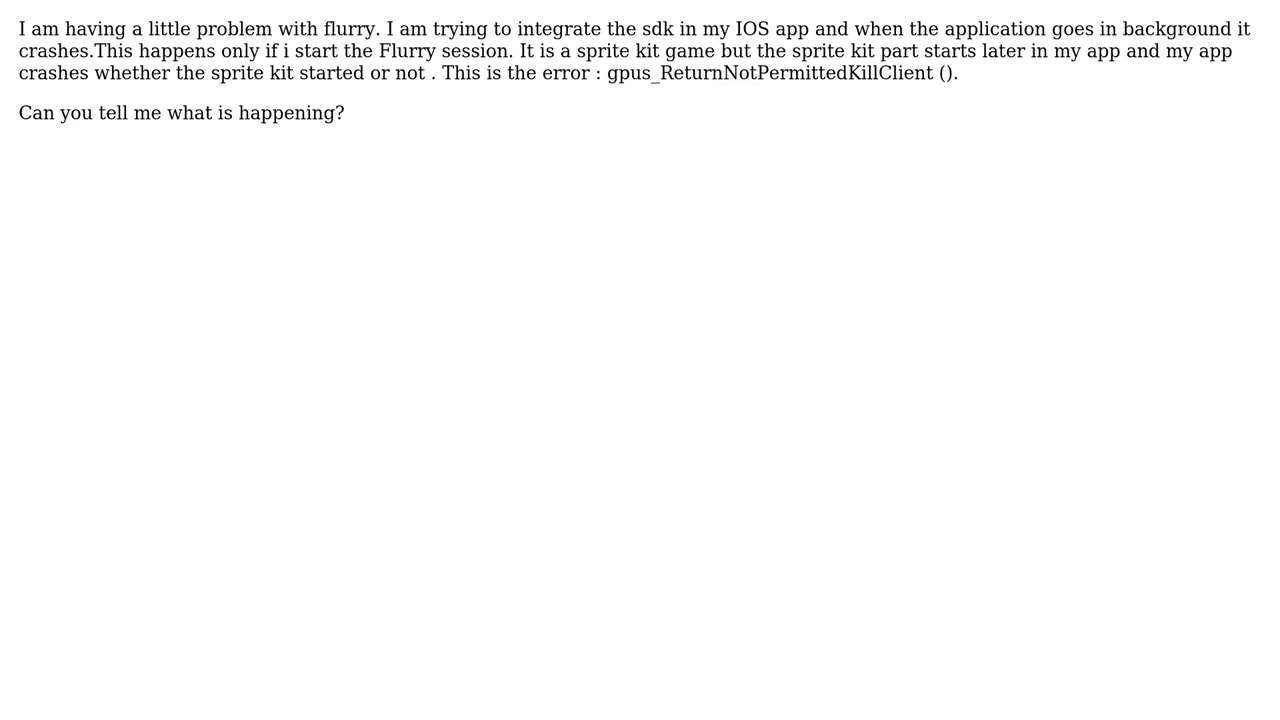 I am having a little problem with flurry. I am trying to integrate the sdk in my IOS app and when the application goes in background it
crashes.This happens only if i start the Flurry session. It is a sprite kit game but the sprite kit part starts later in my app and my app
crashes whether the sprite kit started or not . This is the error : gpus_ReturnNotPermittedKillClient ().
Can you tell me what is happening?